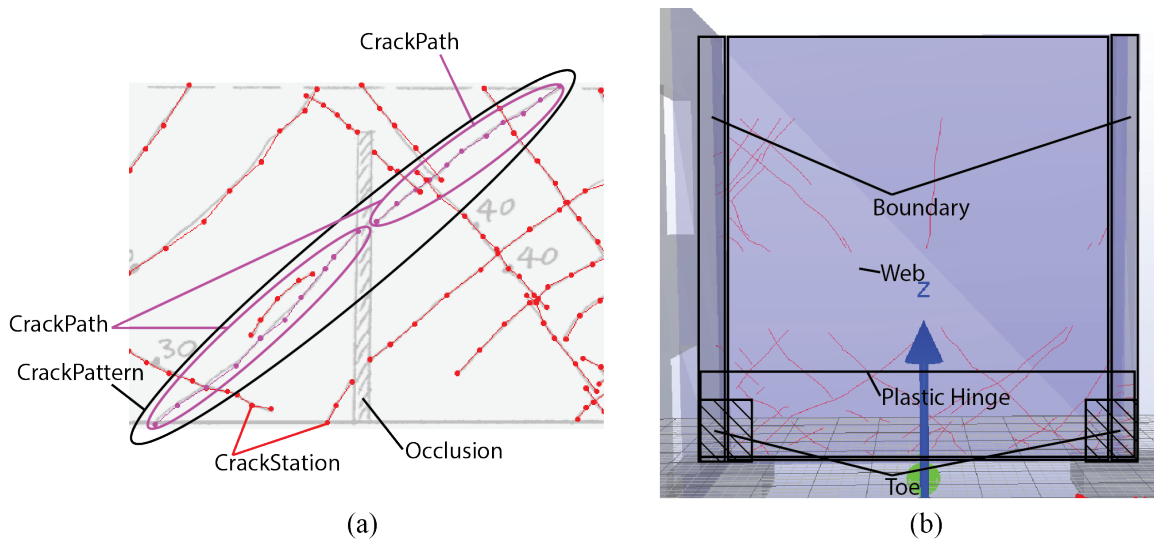 CrackPath
40
40
30
CrackPath
CrackPattern
CrackStation
Occlusion
(a)
Boundary
Web
Z
Plastic Hinge
Toe
(b)